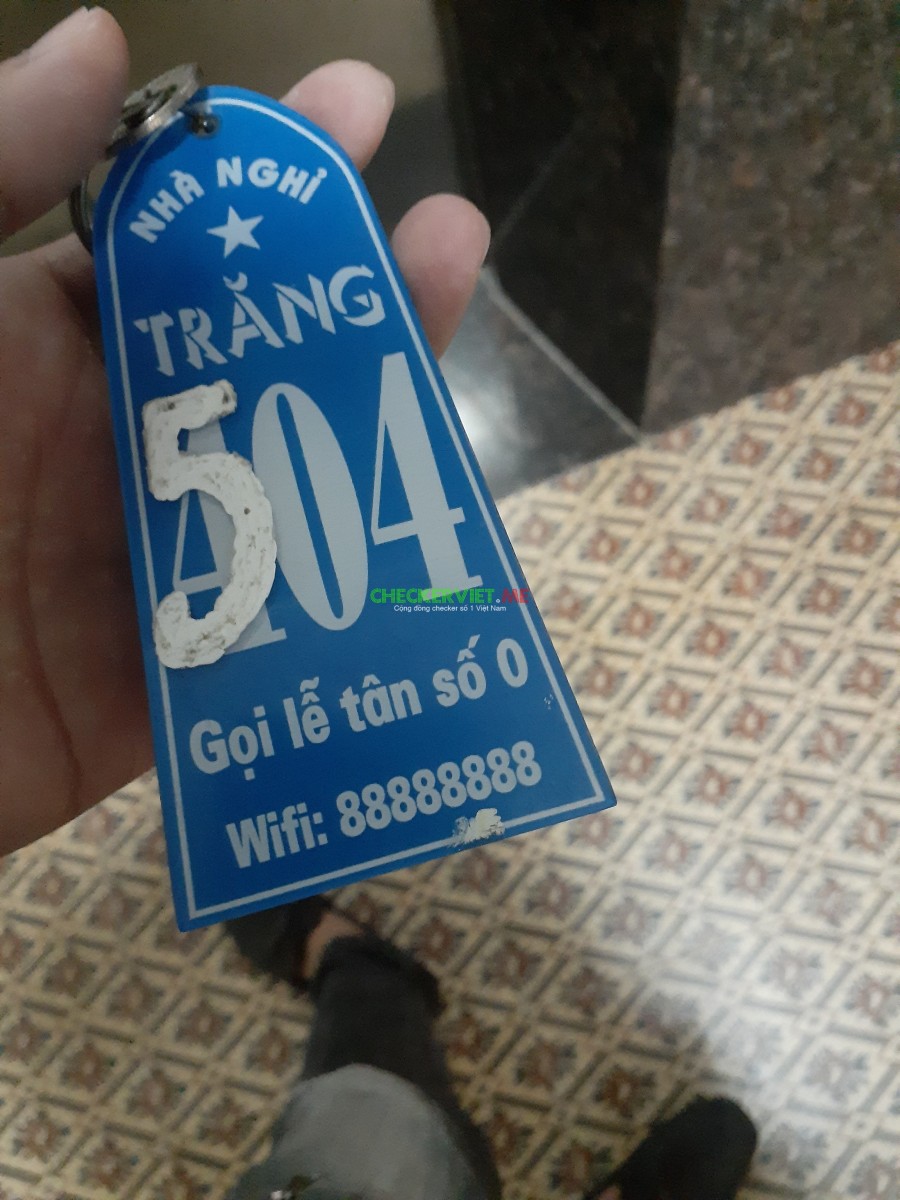 NHÀ NGHỈ
TRĂNG
504
Gọi lễ tân số 0
Wifi: 88888888
CHECKERVIET.ME
Cộng đồng checker số 1 Việt Nam